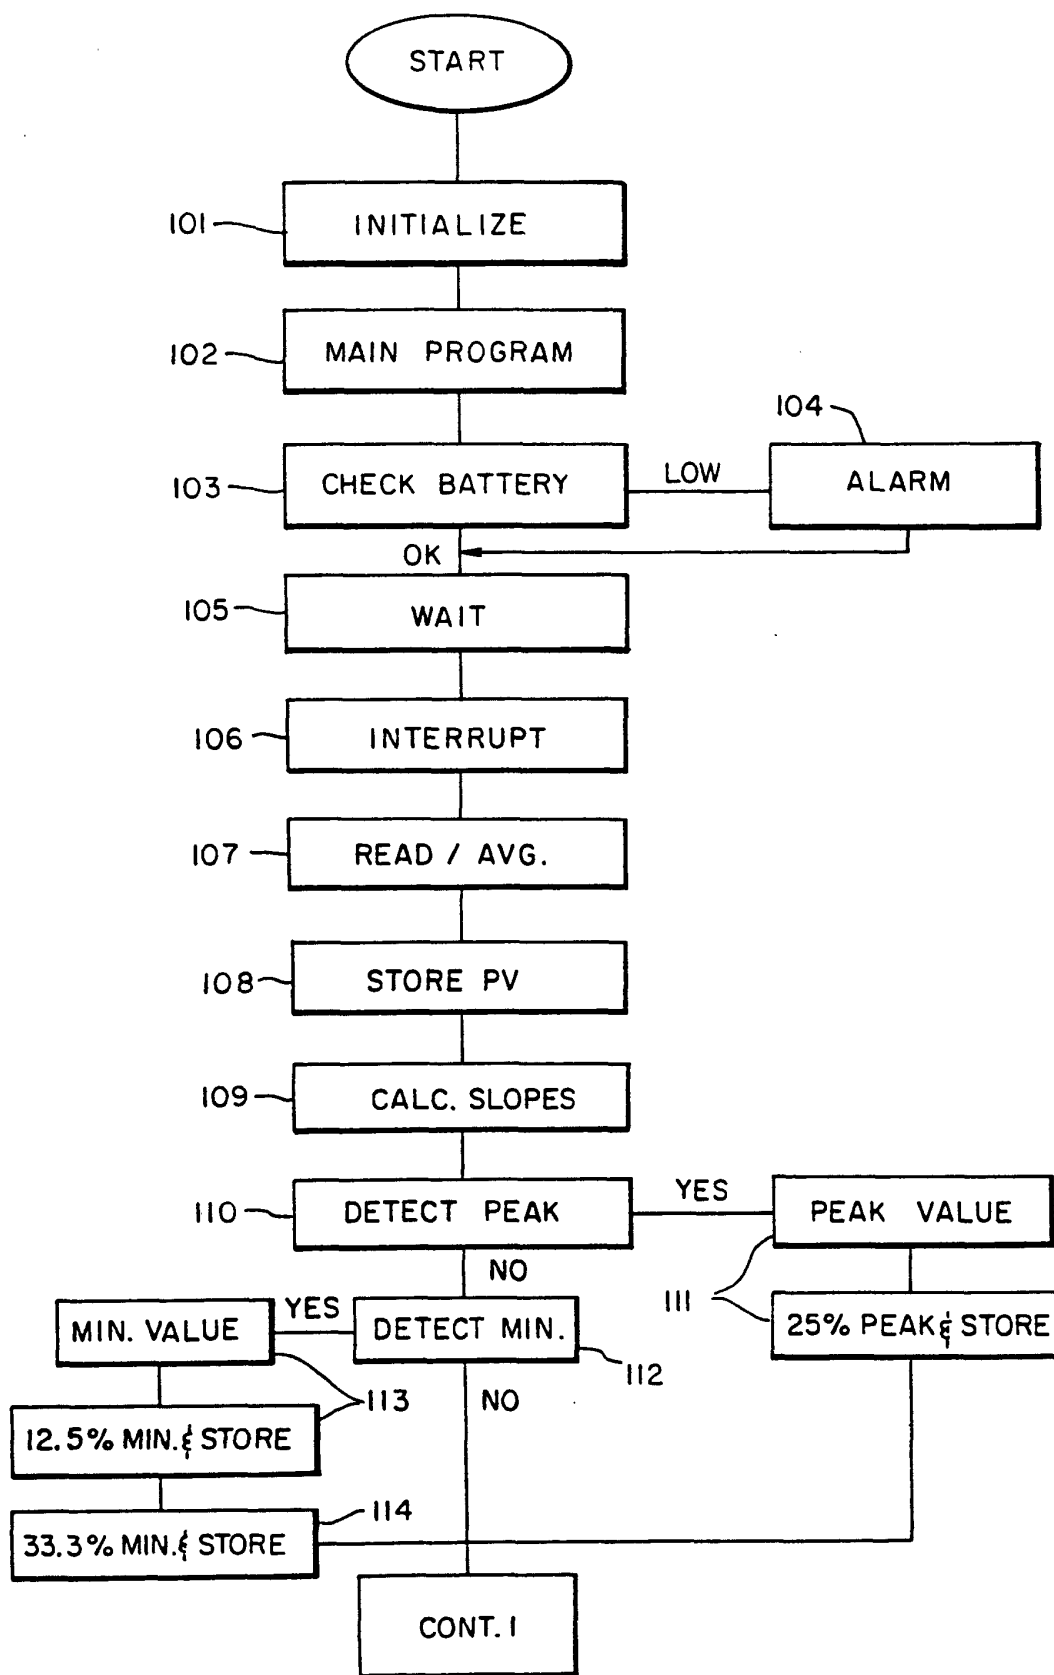 START
101
INITIALIZE
102
MAIN PROGRAM
104
103
CHECK BATTERY
LOW
ALARM
OK
105
WAIT
106
INTERRUPT
107
READ / AVG.
108
STORE PV
109
CALC. SLOPES
110
DETECT PEAK
YES
PEAK VALUE
NO
111
MIN. VALUE
YES
DETECT MIN.
25% PEAK & STORE
112
113
NO
12.5% MIN. & STORE
114
33.3% MIN. & STORE
CONT. 1